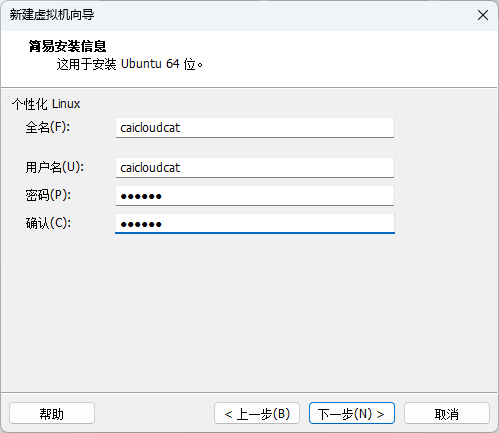 新建虚拟机向导
简易安装信息
这用于安装 Ubuntu 64 位。
个性化 Linux
全名(F):
caicloudcat
用户名(U):
caicloudcat
密码(P):
●●●●●●
确认(C):
●●●●●●
帮助
< 上一步(B)
下一步(N) >
取消